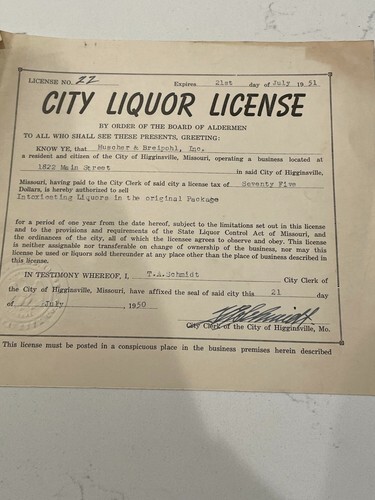 LICENSE NO. 22 Expires 21st day of July 1951
CITY LIQUOR LICENSE
BY ORDER OF THE BOARD OF ALDERMEN
TO ALL WHO SHALL SEE THESE PRESENTS, GREETING:
KNOW YE, that Huscher & Breipohl, Inc.
a resident and citizen of the City of Higginsville, Missouri, operating a business located at
1822 Main Street in said City of Higginsville,
Missouri, having paid to the City Clerk of said city a license tax of Seventy Five
Dollars, is hereby authorized to sell
Intoxicating Liquors in the original Package
for a period of one year from the date hereof, subject to the limitations set out in this license
and to the provisions and requirements of the State Liquor Control Act of Missouri, and
the ordinances of the city, all of which the licensee agrees to observe and obey. This license
is neither assignable nor transferable on change of ownership of the business, nor may this
license be used or liquors sold thereunder at any place other than the place of business described in
this license.
IN TESTIMONY WHEREOF, I T.A.Schmidt City Clerk of
the City of Higginsville, Missouri, have affixed the seal of said city this 21 day
of July, 1950
T.A. Schmidt
City Clerk of the City of Higginsville, Mo.
This license must be posted in a conspicuous place in the business premises herein described